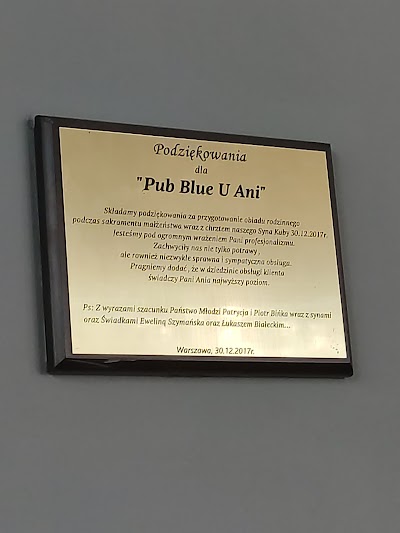 Podziękowania
dla
"Pub Blue U Ani"
Składamy podziękowania za przygotowanie obiadu rodzinnego
podczas sakramentu małżeństwa wraz z chrztem naszego Syna Kuby 30.12.2017r.
Jesteśmy pod ogromnym wrażeniem Pani profesjonalizmu.
Zachwyciły nas nie tylko potrawy,
ale również niezwykle sprawna i sympatyczna obsługa.
Pragniemy dodać, że w dziedzinie obsługi klienta
świadczy Pani Ania najwyższy poziom.
Ps: Z wyrazami szacunku Państwo Młodzi Patrycja i Piotr Bińka wraz z synami
oraz Świadkami Eweliną Szymańska oraz Łukaszem Białeckim...
Warszawa, 30.12.2017r.